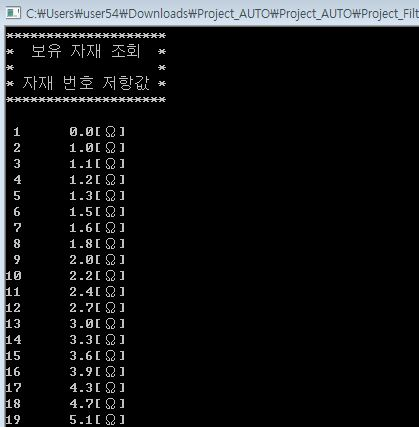 C:₩Users₩user54₩Downloads₩Project_AUTO₩Project_AUTO₩Project_Filt
********************
* 보유 자재 조회 *
* *
* 자재 번호 저항값 *
********************
1 0.0[Ω]
2 1.0[Ω]
3 1.1[Ω]
4 1.2[Ω]
5 1.3[Ω]
6 1.5[Ω]
7 1.6[Ω]
8 1.8[Ω]
9 2.0[Ω]
10 2.2[Ω]
11 2.4[Ω]
12 2.7[Ω]
13 3.0[Ω]
14 3.3[Ω]
15 3.6[Ω]
16 3.9[Ω]
17 4.3[Ω]
18 4.7[Ω]
19 5.1[Ω]